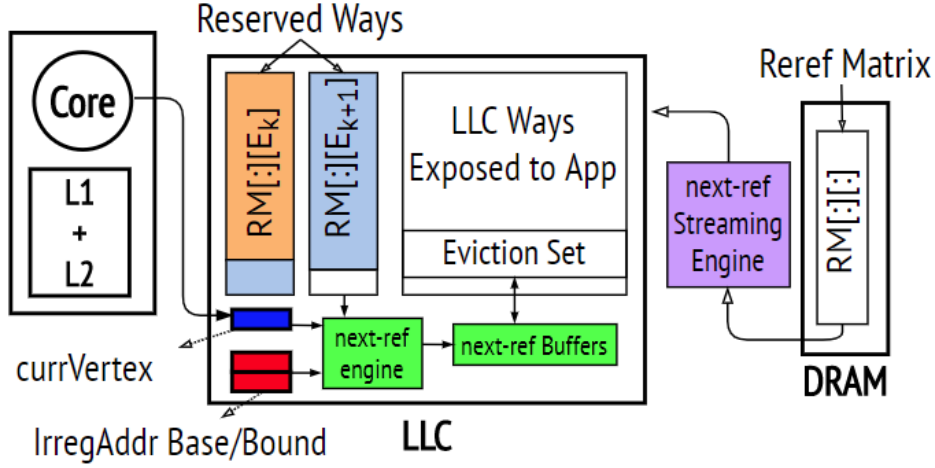 Reserved Ways
Core
L1
+
L2
RM[:][Eₖ]
RM[:][Eₖ₊₁]
LLC Ways
Exposed to App
Eviction Set
Reref Matrix
next-ref
Streaming
Engine
RM[:][:]
DRAM
currVertex
next-ref
engine
next-ref Buffers
IrregAddr Base/Bound
LLC